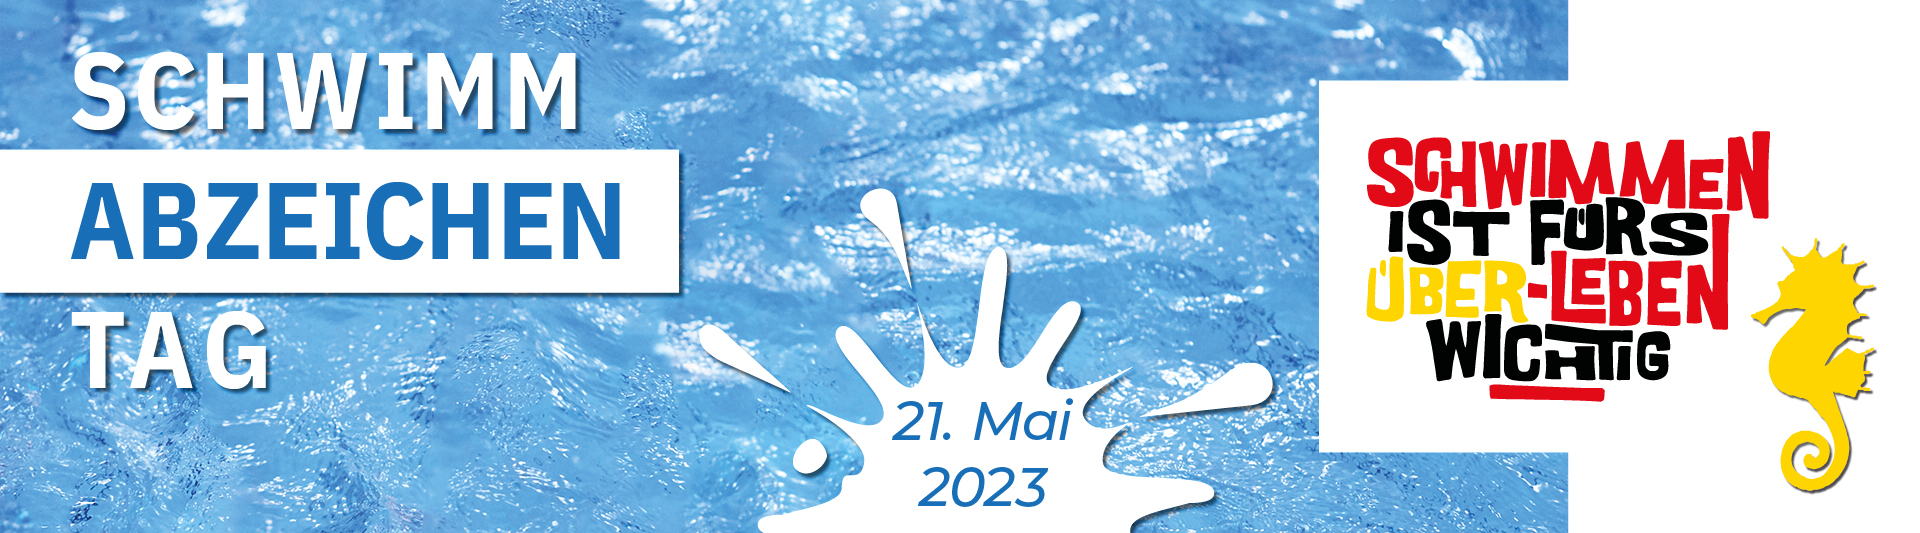 SCHWIMM
ABZEICHEN
TAG
21. Mai
2023
SCHWIMMEN
IST FÜRS
ÜBER-LEBEN
WICHTIG